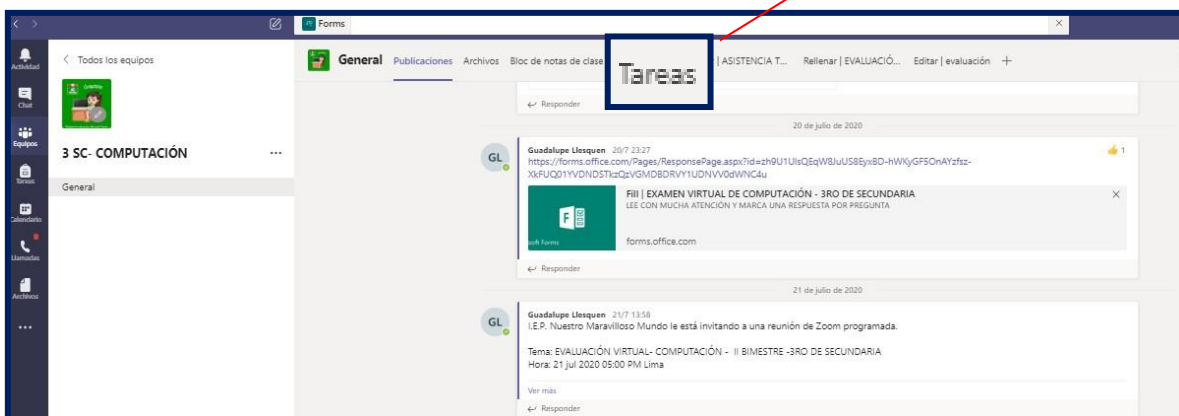 Forms
General Publicaciones Archivos Bloc de notas de clase Tareas | ASISTENCIA T... Rellenar | EVALUACIÓ... Editar | evaluación
Actividad
Chat
Equipos
Tareas
Calendario
Llamadas
Archivos
Todos los equipos
3 SC- COMPUTACIÓN
General
Responder
20 de julio de 2020
GL
Guadalupe Llesquen 20/7 23:27
1
https://forms.office.com/Pages/ResponsePage.aspx?id=zh9U1UlsQEqW8JuUS8EyxBD-hWKyGF5OnAYzfsz-
XkFUQ01YVDNDSTkzQzVGMDBDRVY1UDNVV0dWNC4u
Fill | EXAMEN VIRTUAL DE COMPUTACIÓN - 3RO DE SECUNDARIA
LEE CON MUCHA ATENCIÓN Y MARCA UNA RESPUESTA POR PREGUNTA
soft Forms
forms.office.com
Responder
21 de julio de 2020
GL
Guadalupe Llesquen 21/7 13:58
I.E.P. Nuestro Maravilloso Mundo le está invitando a una reunión de Zoom programada.
Tema: EVALUACIÓN VIRTUAL- COMPUTACIÓN - II BIMESTRE -3RO DE SECUNDARIA
Hora: 21 jul 2020 05:00 PM Lima
Ver más
Responder